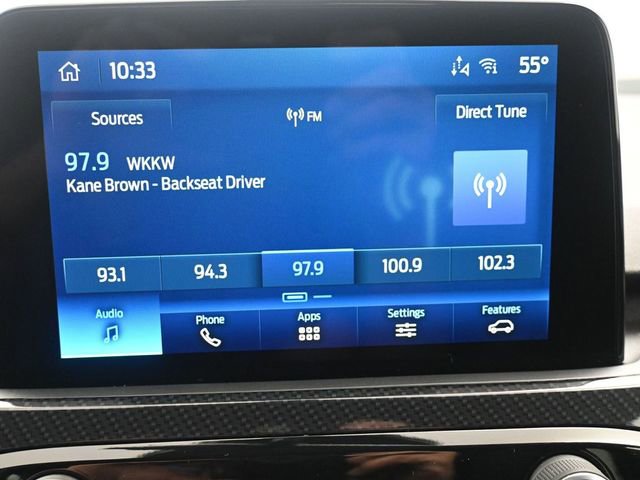 10:33 55°
Sources FM Direct Tune
97.9 WKKW
Kane Brown - Backseat Driver
93.1 94.3 97.9 100.9 102.3
Audio Phone Apps Settings Features